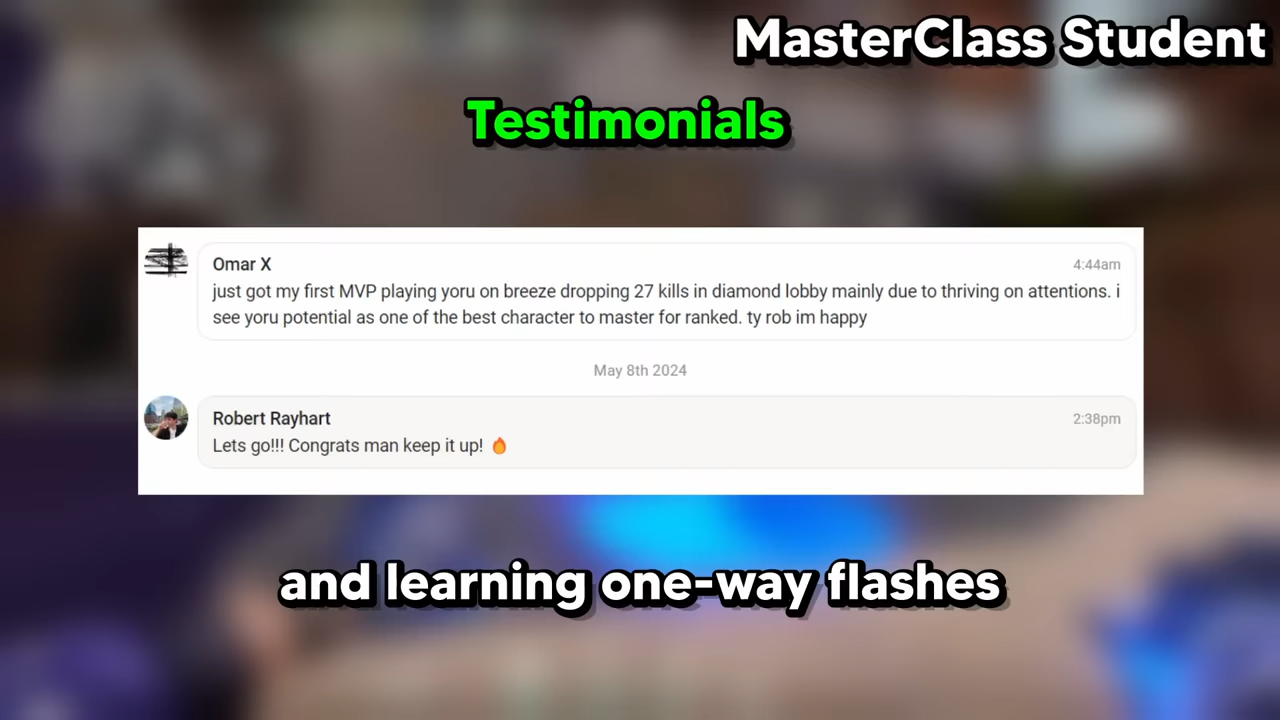 MasterClass Student
Testimonials
Omar X
4:44am
just got my first MVP playing yoru on breeze dropping 27 kills in diamond lobby mainly due to thriving on attentions. i
see yoru potential as one of the best character to master for ranked. ty rob im happy
May 8th 2024
Robert Rayhart
2:38pm
Lets go!!! Congrats man keep it up! 🔥
and learning one-way flashes